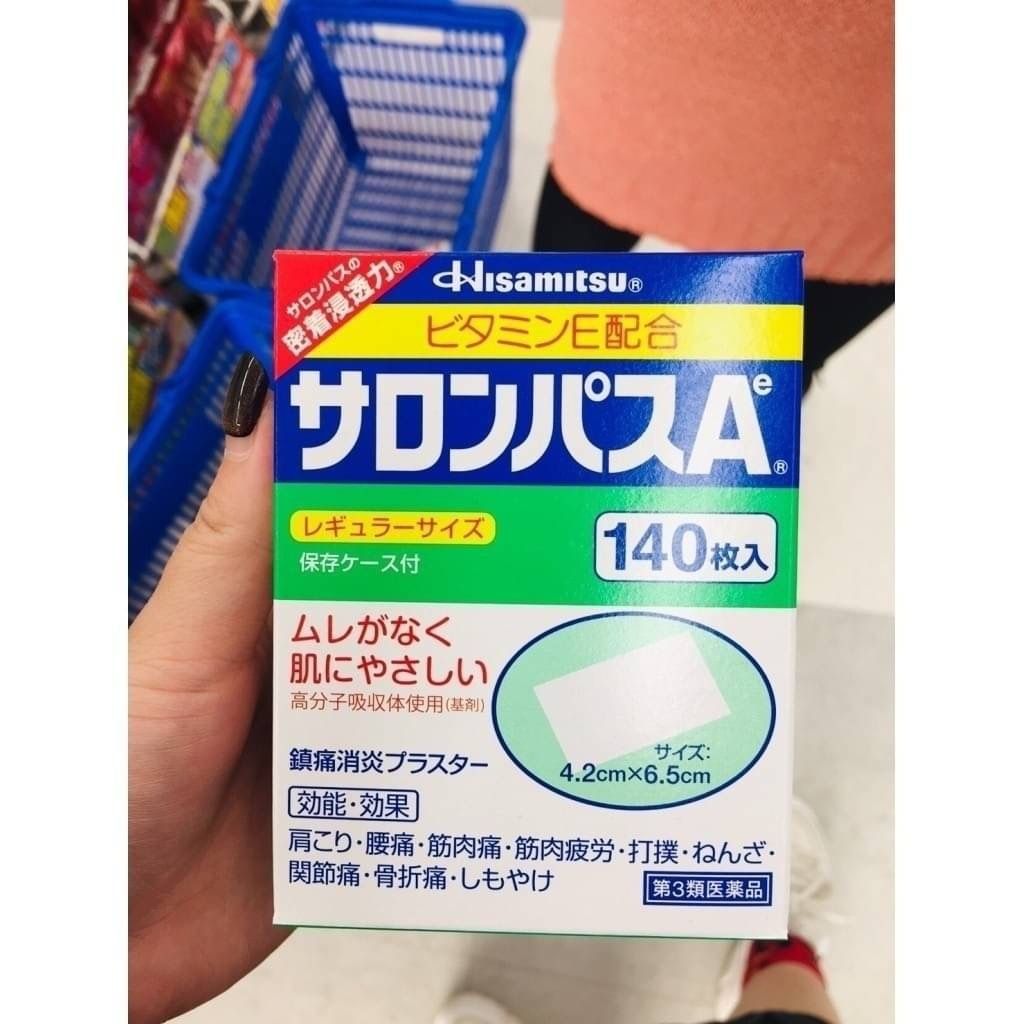 サロンパスの
密着浸透力®
Hisamitsu®
ビタミンE配合
サロンパスAe®
レギュラーサイズ
保存ケース付
140枚入
ムレがなく
肌にやさしい
高分子吸収体使用(基剤)
サイズ:
4.2cm×6.5cm
鎮痛消炎プラスター
効能・効果
肩こり・腰痛・筋肉痛・筋肉疲労・打撲・ねんざ・
関節痛・骨折痛・しもやけ
第3類医薬品